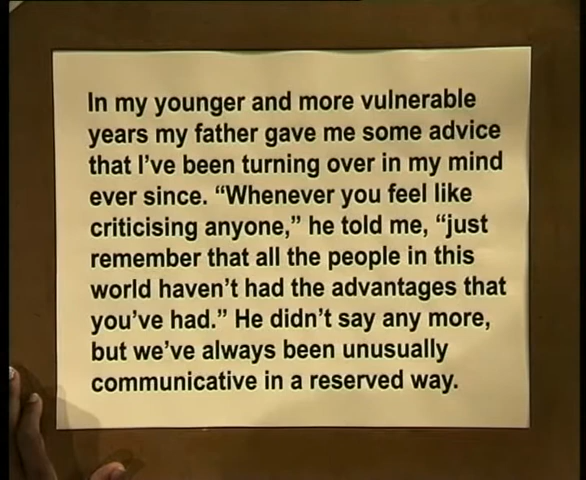 In my younger and more vulnerable
years my father gave me some advice
that I've been turning over in my mind
ever since. “Whenever you feel like
criticising anyone,” he told me, “just
remember that all the people in this
world haven't had the advantages that
you've had.” He didn't say any more,
but we've always been unusually
communicative in a reserved way.